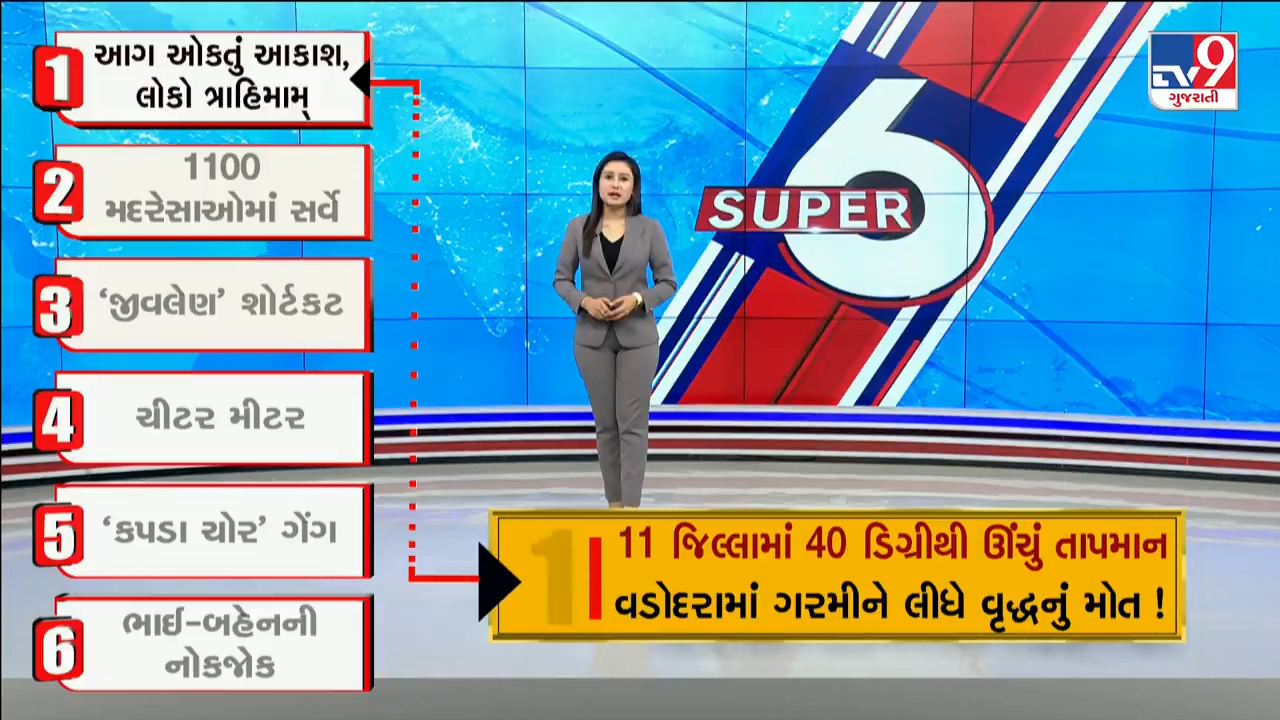 1
આગ ઓકતું આકાશ,
લોકો ત્રાહિમામ્
2
1100
મદરેસાઓમાં સર્વે
3
‘જીવલેણ’ શોર્ટકટ
4
ચીટર મીટર
5
‘કપડા ચોર’ ગેંગ
6
ભાઈ-બહેનની
નોકજોક
TV9
ગુજરાતી
SUPER
6
1
11 જિલ્લામાં 40 ડિગ્રીથી ઊંચું તાપમાન
વડોદરામાં ગરમીને લીધે વૃદ્ધનું મોત !